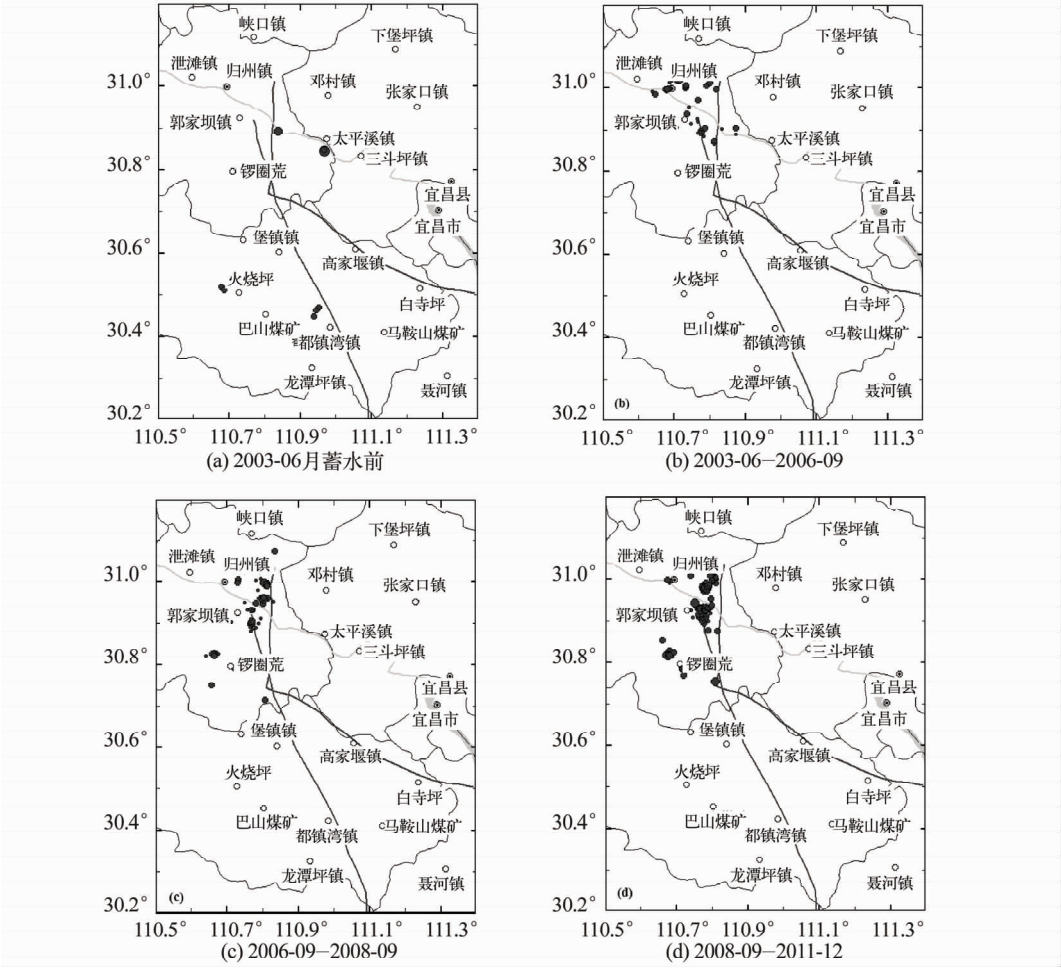 峡口镇
下堡坪镇
泄滩镇
归州镇
31.0°
邓村镇
张家口镇
郭家坝镇
太平溪镇
三斗坪镇
30.8°
锣圈荒
宜昌县
宜昌市
堡镇镇
30.6°
高家堰镇
火烧坪
白寺坪
巴山煤矿
马鞍山煤矿
30.4°
都镇湾镇
龙潭坪镇
聂河镇
30.2°
110.5° 110.7° 110.9° 111.1° 111.3°
(a) 2003-06月蓄水前
峡口镇
下堡坪镇
泄滩镇
归州镇
31.0°
邓村镇
张家口镇
郭家坝镇
太平溪镇
三斗坪镇
30.8°
锣圈荒
宜昌县
宜昌市
堡镇镇
30.6°
高家堰镇
火烧坪
白寺坪
巴山煤矿
马鞍山煤矿
30.4°
都镇湾镇
龙潭坪镇
聂河镇
(b)
30.2°
110.5° 110.7° 110.9° 111.1° 111.3°
(b) 2003-06－2006-09
峡口镇
下堡坪镇
泄滩镇
归州镇
31.0°
邓村镇
张家口镇
郭家坝镇
太平溪镇
三斗坪镇
30.8°
锣圈荒
宜昌县
宜昌市
堡镇镇
30.6°
高家堰镇
火烧坪
白寺坪
巴山煤矿
马鞍山煤矿
30.4°
都镇湾镇
龙潭坪镇
聂河镇
(c)
30.2°
110.5° 110.7° 110.9° 111.1° 111.3°
(c) 2006-09－2008-09
峡口镇
下堡坪镇
泄滩镇
归州镇
31.0°
邓村镇
张家口镇
郭家坝镇
太平溪镇
三斗坪镇
30.8°
锣圈荒
宜昌县
宜昌市
堡镇镇
30.6°
高家堰镇
火烧坪
白寺坪
巴山煤矿
马鞍山煤矿
30.4°
都镇湾镇
龙潭坪镇
聂河镇
(d)
30.2°
110.5° 110.7° 110.9° 111.1° 111.3°
(d) 2008-09－2011-12